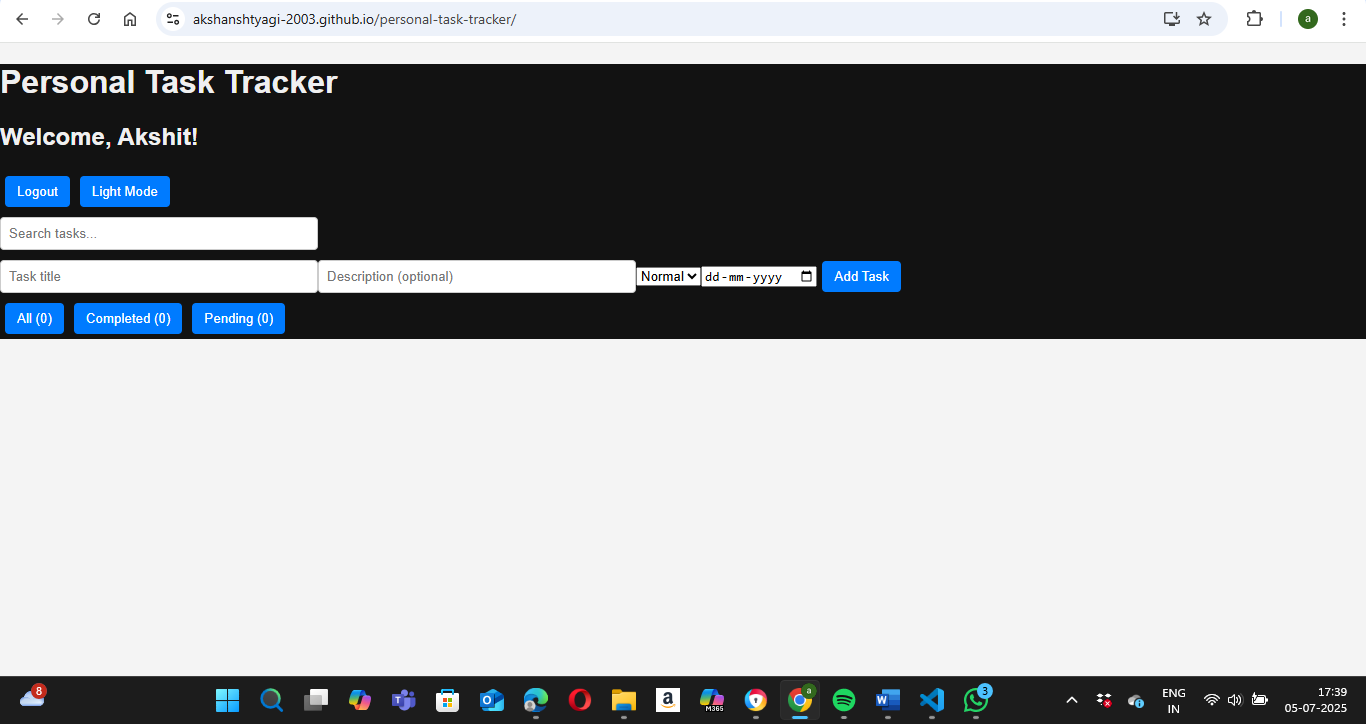 akshanshtyagi-2003.github.io/personal-task-tracker/
a
Personal Task Tracker
Welcome, Akshit!
Logout Light Mode
Search tasks...
Task title Description (optional) Normal dd-mm-yyyy Add Task
All (0) Completed (0) Pending (0)
8
a
M365
3
ENG
IN
17:39
05-07-2025